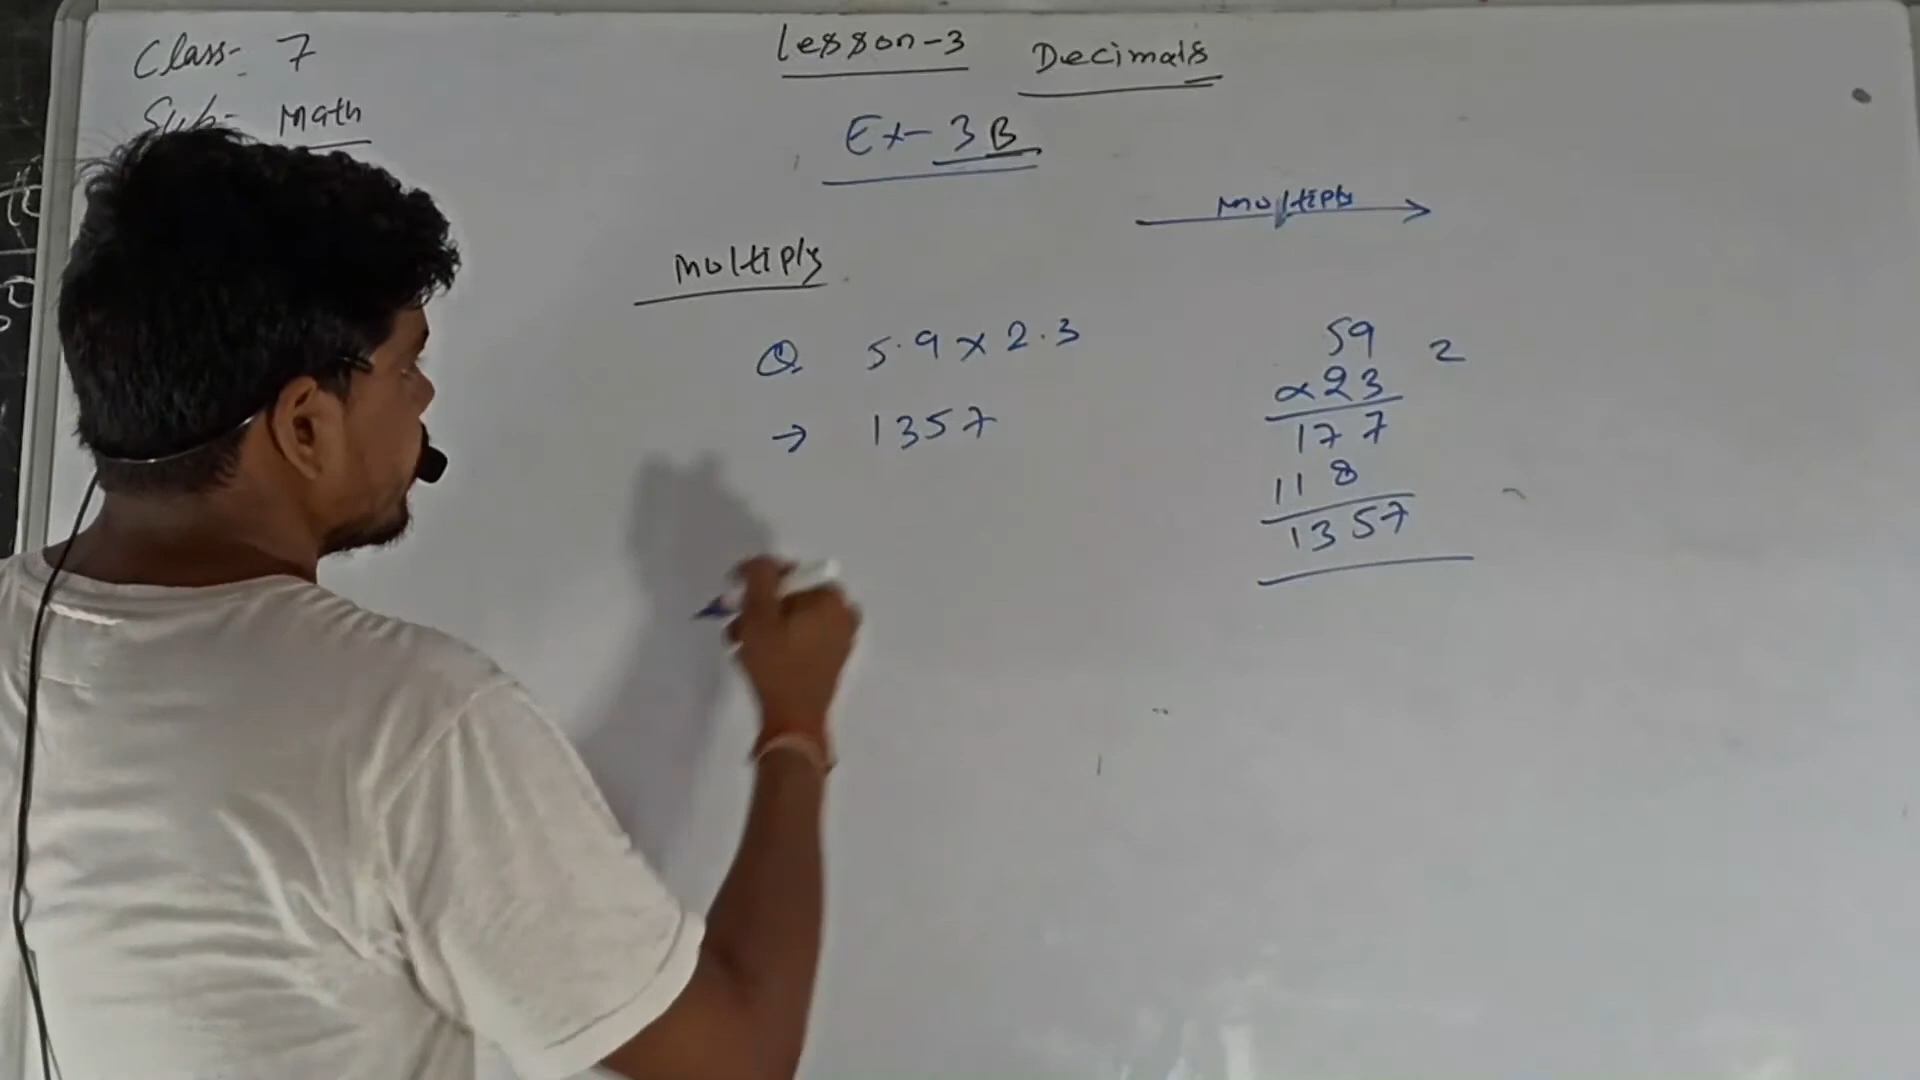 Class- 7
Sub- Math
Lesson-3 Decimals
Ex- 3B
Multiply
Multiply
Q 5.9 x 2.3
→ 1357
59 2
x23
177
118
1357